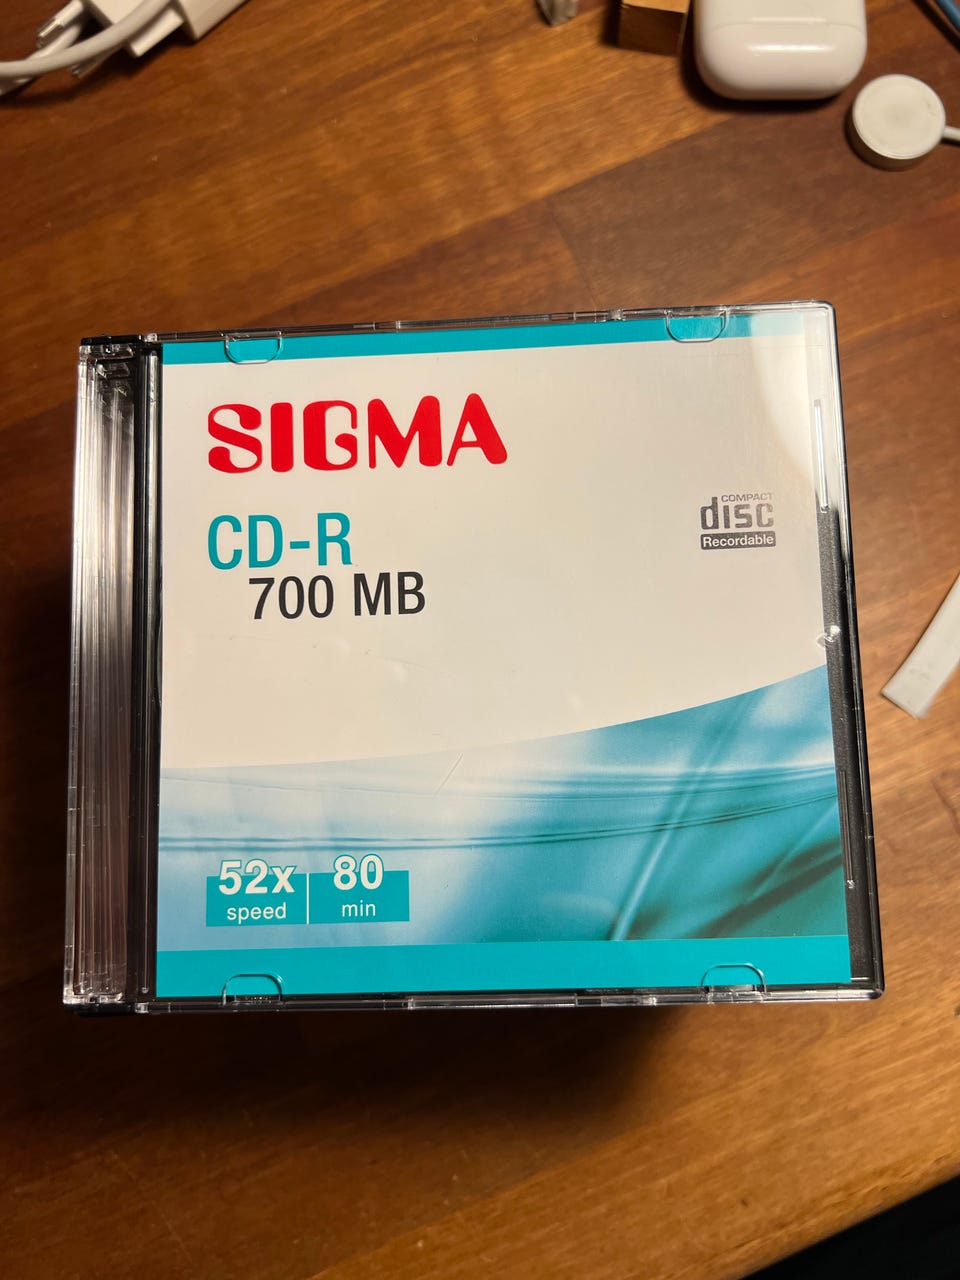 SIGMA
COMPACT
disc
Recordable
CD-R
700 MB
52x 80
speed min